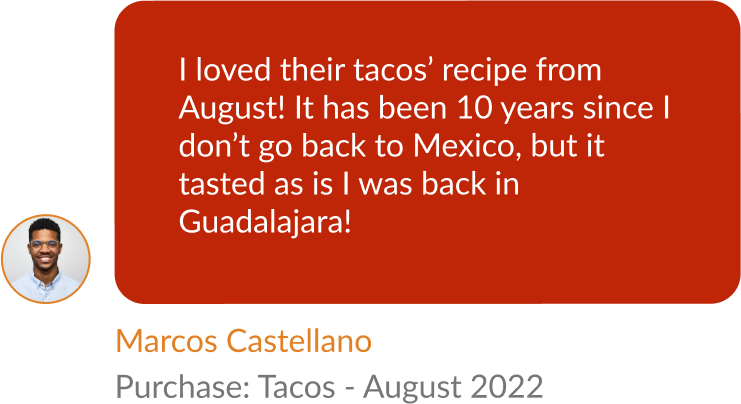 I loved their tacos’ recipe from
August! It has been 10 years since I
don’t go back to Mexico, but it
tasted as is I was back in
Guadalajara!
Marcos Castellano
Purchase: Tacos - August 2022